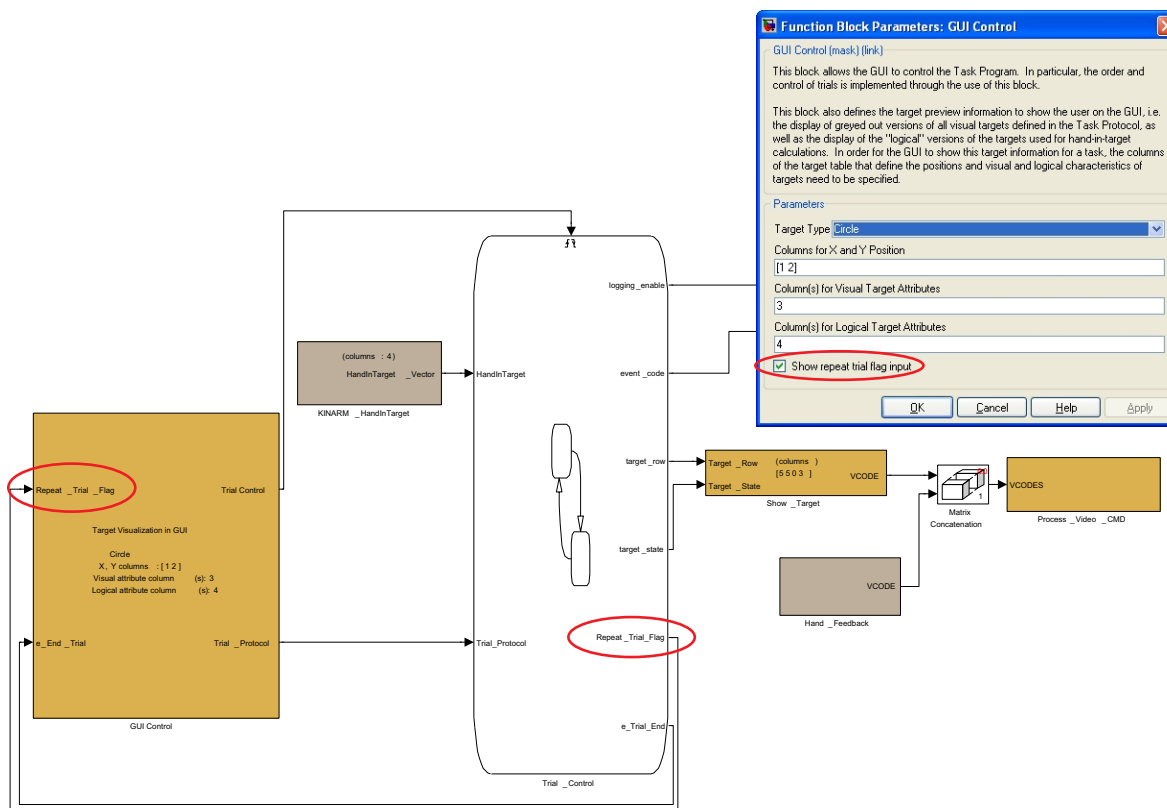 Function Block Parameters: GUI Control
GUI Control (mask) (link)
This block allows the GUI to control the Task Program. In particular, the order and
control of trials is implemented through the use of this block.
This block also defines the target preview information to show the user on the GUI, i.e.
the display of greyed out versions of all visual targets defined in the Task Protocol, as
well as the display of the "logical" versions of the targets used for hand-in-target
calculations. In order for the GUI to show this target information for a task, the columns
of the target table that define the positions and visual and logical characteristics of
targets need to be specified.
Parameters
Target Type Circle
Columns for X and Y Position
[1 2]
Column(s) for Visual Target Attributes
3
Column(s) for Logical Target Attributes
4
Show repeat trial flag input
OK Cancel Help Apply
logging _enable
(columns : 4)
HandInTarget _Vector
KINARM _HandInTarget
HandInTarget
event _code
Repeat _Trial _Flag
Trial Control
Target Visualization in GUI
Circle
X, Y columns : [ 1 2 ]
Visual attribute column (s): 3
Logical attribute column (s): 4
e_End _Trial
Trial _Protocol
GUI Control
Trial_Protocol
target _row
target _state
Repeat _Trial_Flag
e_Trial_End
Trial _Control
Target _Row
(columns )
[ 5 5 0 3 ]
Target _State
VCODE
Show _Target
1
Matrix
Concatenation
VCODES
Process _Video _CMD
VCODE
Hand _Feedback